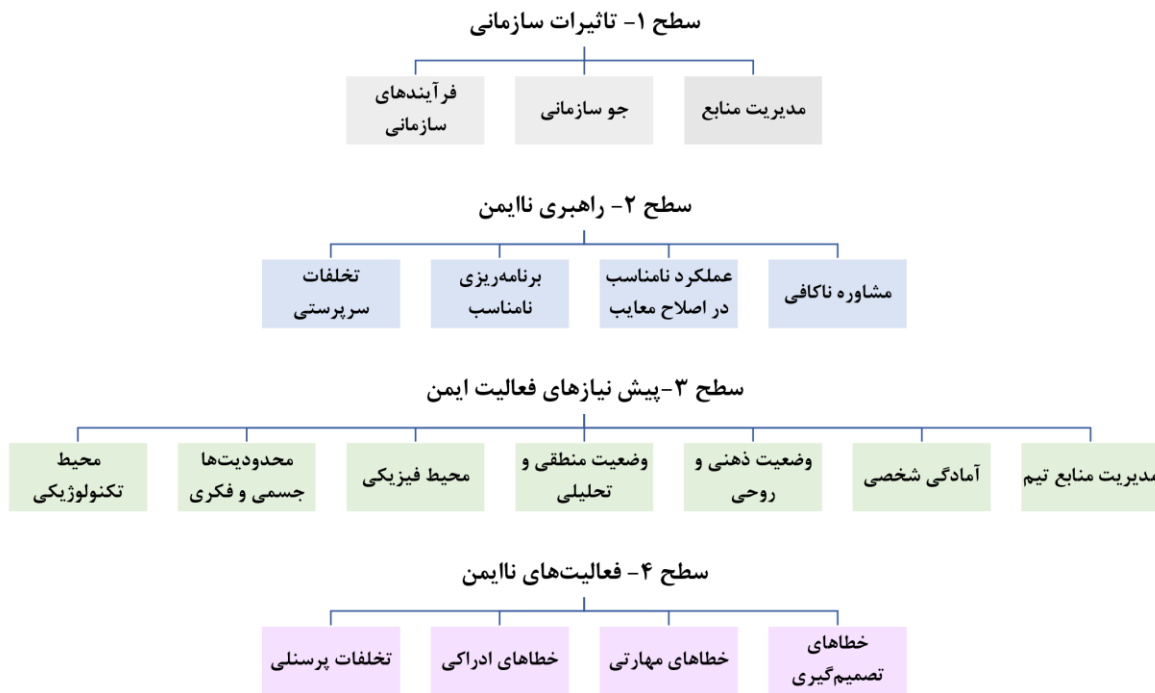 سطح ۱- تاثیرات سازمانی
مدیریت منابع
جو سازمانی
فرآیندهای
سازمانی
سطح ۲- راهبری ناایمن
مشاوره ناکافی
عملکرد نامناسب
در اصلاح معایب
برنامه‌ریزی
نامناسب
تخلفات
سرپرستی
سطح ۳-پیش نیازهای فعالیت ایمن
مدیریت منابع تیم
آمادگی شخصی
وضعیت ذهنی و
روحی
وضعیت منطقی و
تحلیلی
محیط فیزیکی
محدودیت‌ها
جسمی و فکری
محیط
تکنولوژیکی
سطح ۴- فعالیت‌های ناایمن
خطاهای
تصمیم‌گیری
خطاهای مهارتی
خطاهای ادراکی
تخلفات پرسنلی